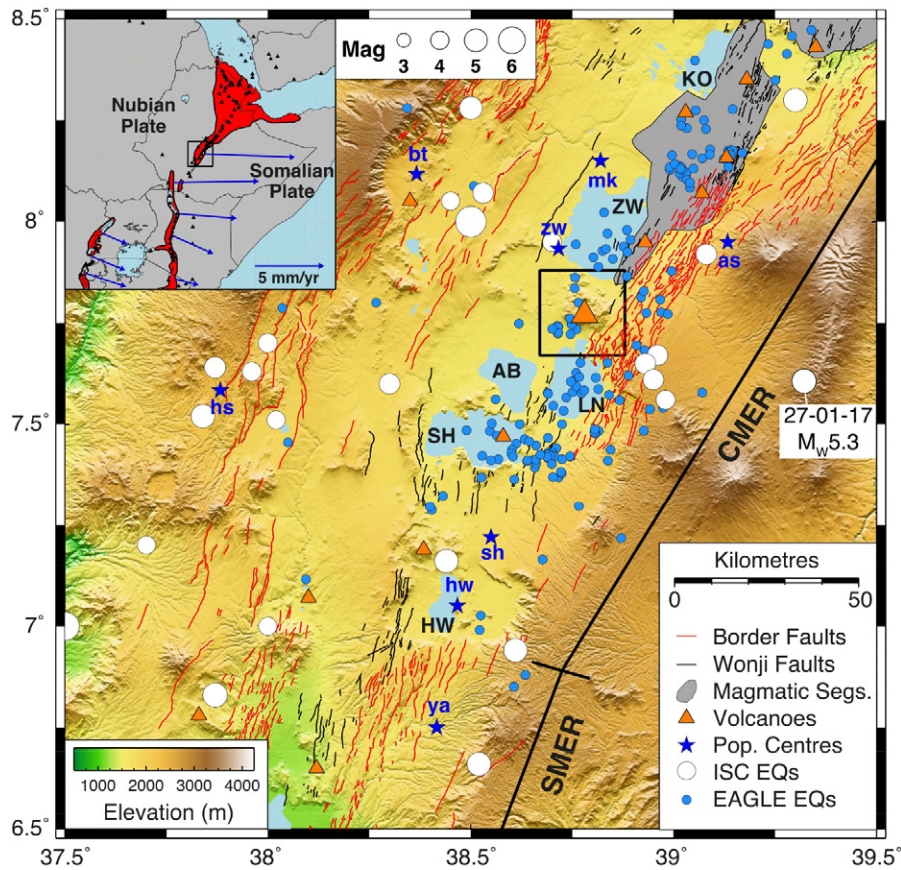 8.5°
8°
7.5°
7°
6.5°
37.5°
38°
38.5°
39°
39.5°
Nubian
Plate
Somalian
Plate
5 mm/yr
Mag
3 4 5 6
KO
bt
mk
ZW
zw
as
AB
LN
hs
SH
CMER
27-01-17
MW5.3
sh
hw
HW
ya
SMER
Elevation (m)
1000 2000 3000 4000
Kilometres
0 50
Border Faults
Wonji Faults
Magmatic Segs.
Volcanoes
Pop. Centres
ISC EQs
EAGLE EQs